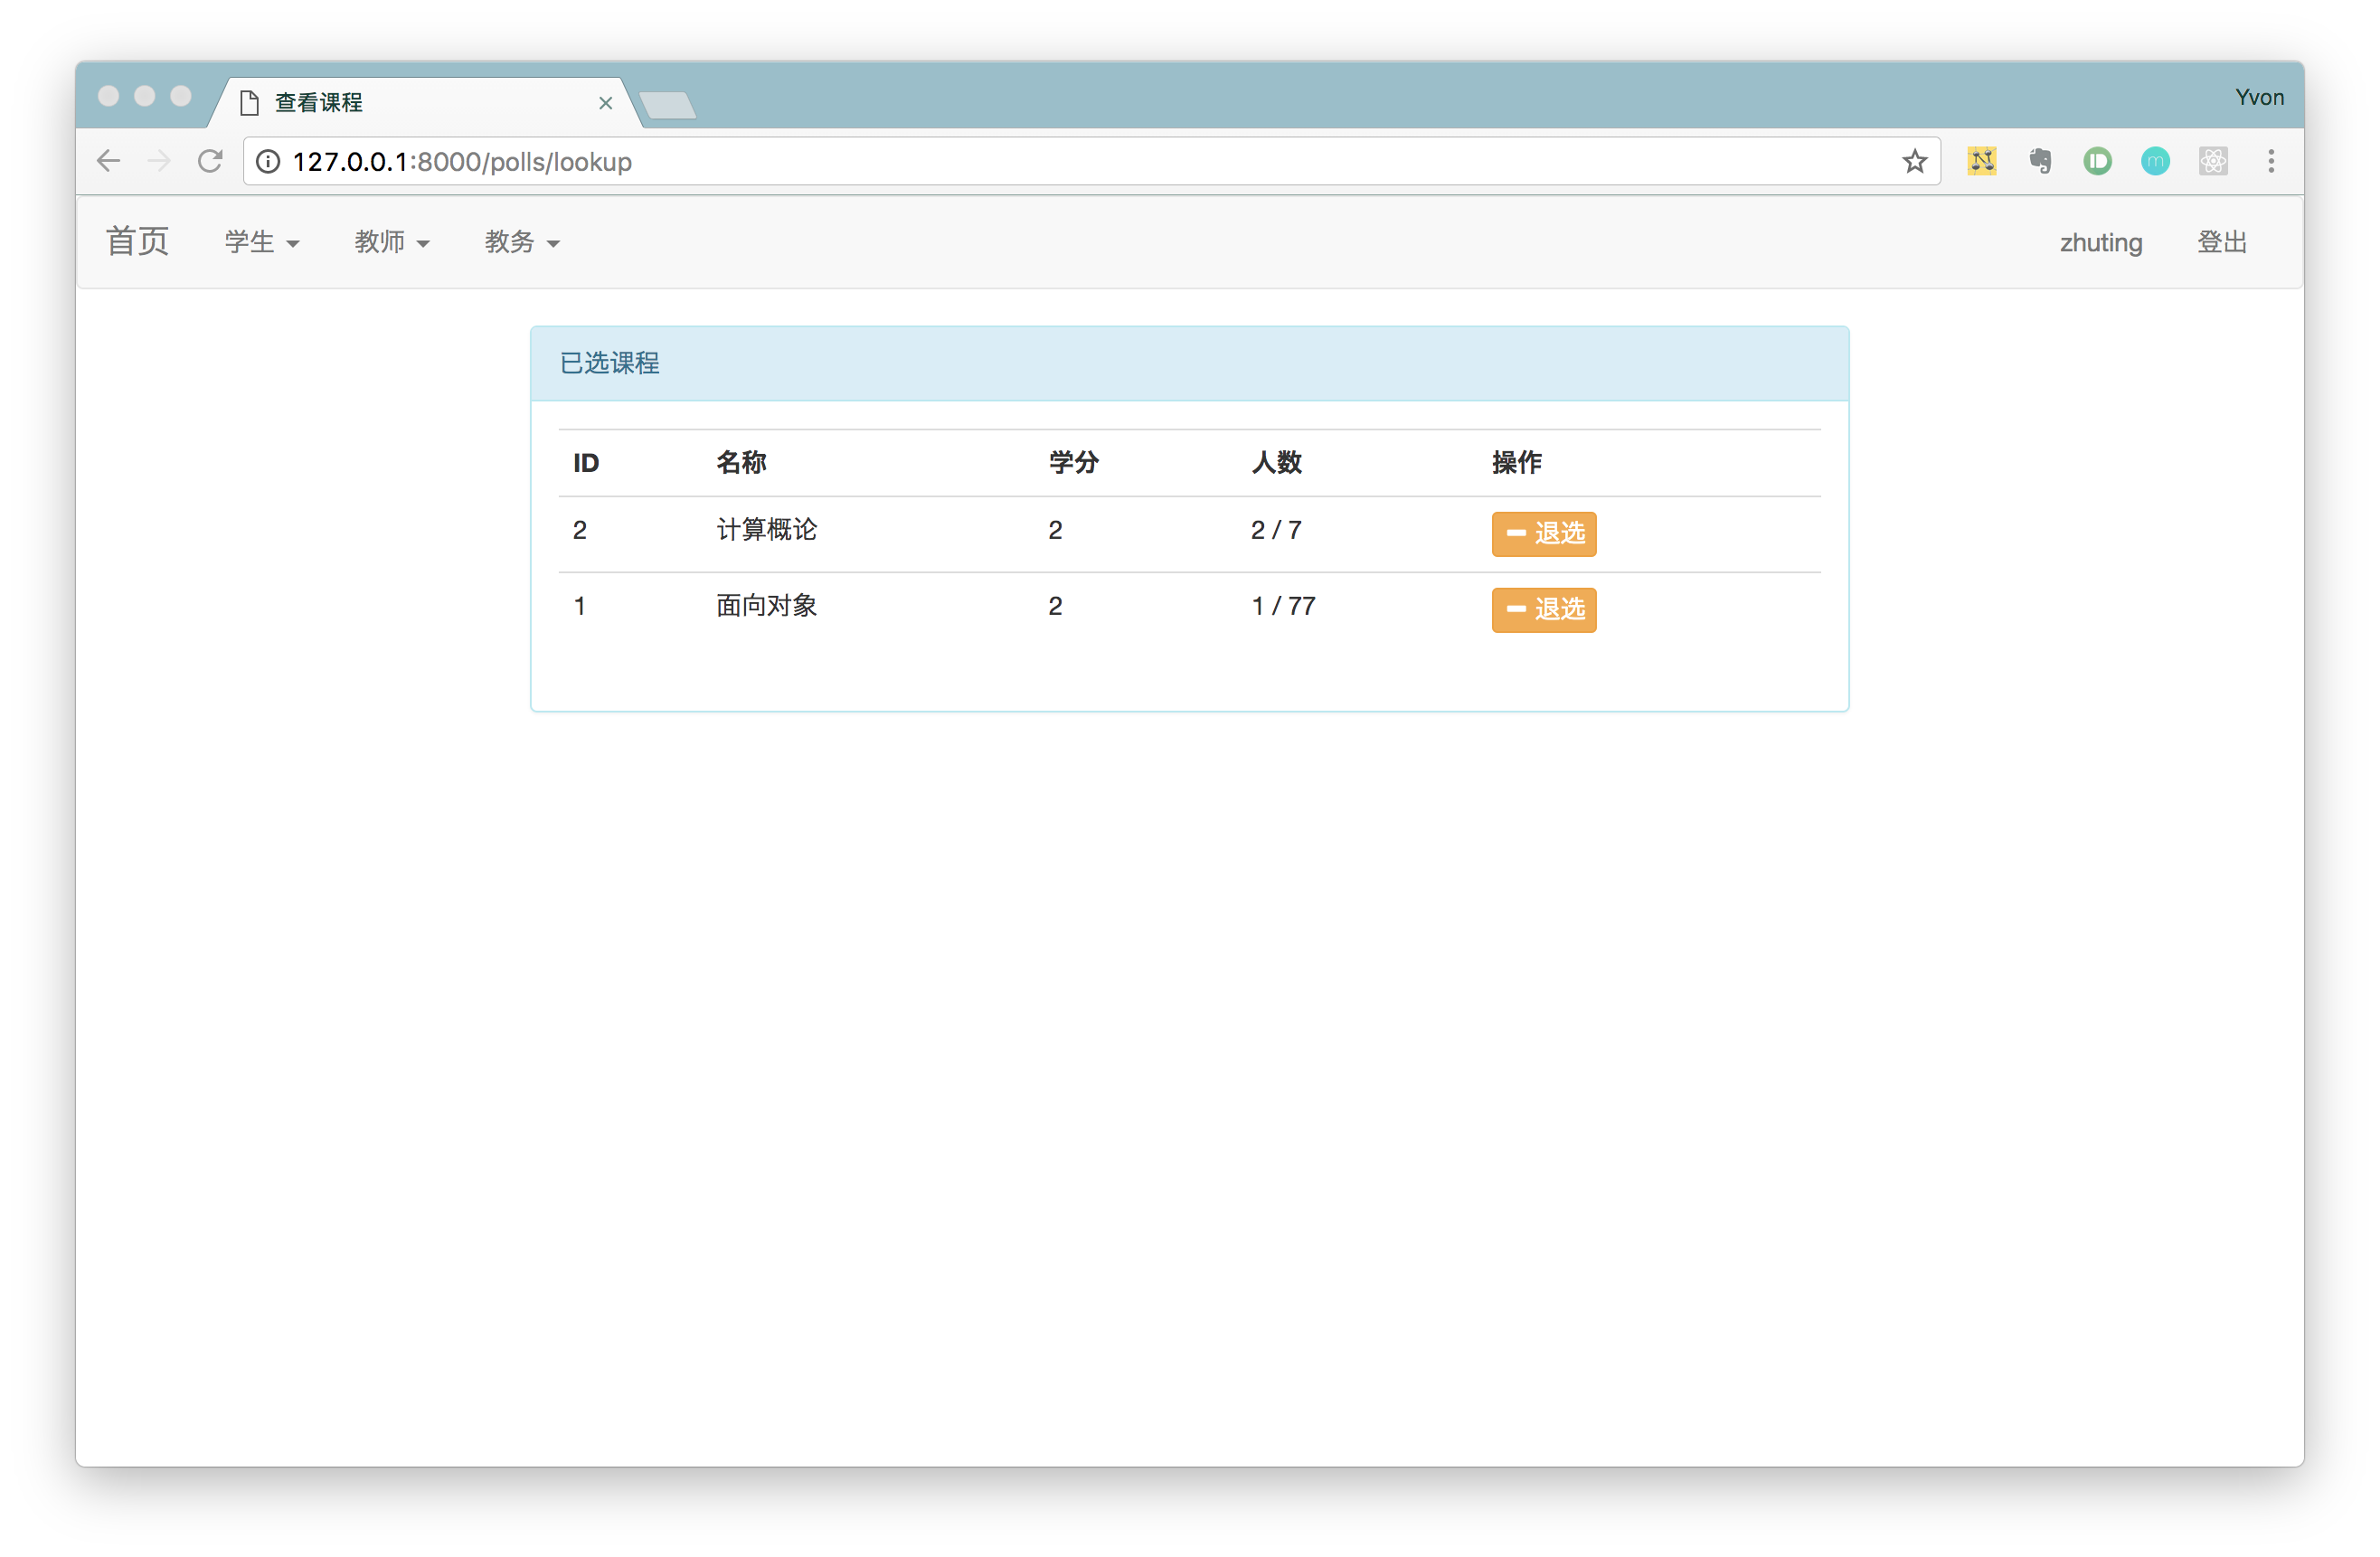 查看课程
Yvon
127.0.0.1:8000/polls/lookup
首页 学生 教师 教务 zhuting 登出
已选课程
ID 名称 学分 人数 操作
2 计算概论 2 2 / 7 退选
1 面向对象 2 1 / 77 退选